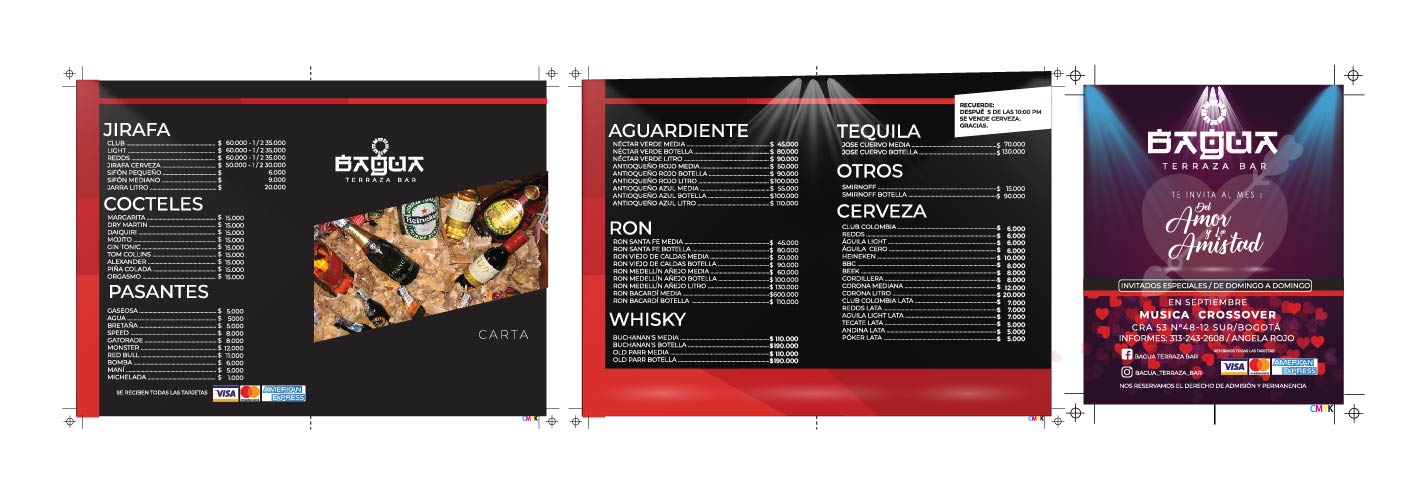 JIRAFA
CLUB $ 60.000 - 1/2 35.000
LIGHT $ 60.000 - 1/2 35.000
REDDS $ 60.000 - 1/2 35.000
JIRAFA CERVEZA $ 50.000 - 1/2 30.000
SIFÓN PEQUEÑO $ 6.000
SIFÓN MEDIANO $ 9.000
JARRA LITRO $ 20.000
COCTELES
MARGARITA $ 15.000
DRY MARTIN $ 15.000
DAIQUIRI $ 15.000
MOJITO $ 15.000
GIN TONIC $ 15.000
TOM COLLINS $ 15.000
ALEXANDER $ 15.000
PIÑA COLADA $ 15.000
ORGASMO $ 15.000
PASANTES
GASEOSA $ 5.000
AGUA $ 5000
BRETAÑA $ 5.000
SPEED $ 8.000
GATORADE $ 8.000
MONSTER $ 12.000
RED BULL $ 11.000
BOMBA $ 6.000
MANÍ $ 5.000
MICHELADA $ 1.000
SE RECIBEN TODAS LAS TARGETAS
VISA
AMERICAN EXPRESS
BAGUA
TERRAZA BAR
Heineken
CARTA
CMYK
RECUERDE:
DESPUÉ S DE LAS 10:00 PM
SE VENDE CERVEZA.
GRACIAS.
AGUARDIENTE
NÉCTAR VERDE MEDIA $ 45.000
NÉCTAR VERDE BOTELLA $ 80.000
NÉCTAR VERDE LITRO $ 90.000
ANTIOQUEÑO ROJO MEDIA $ 50.000
ANTIOQUEÑO ROJO BOTELLA $ 90.000
ANTIOQUEÑO ROJO LITRO $100.000
ANTIOQUEÑO AZUL MEDIA $ 55.000
ANTIOQUEÑO AZUL BOTELLA $100.000
ANTIOQUEÑO AZUL LITRO $ 110.000
RON
RON SANTA FE MEDIA $ 45.000
RON SANTA FE BOTELLA $ 80.000
RON VIEJO DE CALDAS MEDIA $ 50.000
RON VIEJO DE CALDAS BOTELLA $ 90.000
RON MEDELLÍN AÑEJO MEDIA $ 60.000
RON MEDELLÍN AÑEJO BOTELLA $ 100.000
RON MEDELLÍN AÑEJO LITRO $ 130.000
RON BACARDÍ MEDIA $600.000
RON BACARDÍ BOTELLA $ 110.000
WHISKY
BUCHANAN'S MEDIA $ 110.000
BUCHANAN'S BOTELLA $190.000
OLD PARR MEDIA $ 110.000
OLD PARR BOTELLA $190.000
TEQUILA
JOSE CUERVO MEDIA $ 70.000
JOSE CUERVO BOTELLA $ 130.000
OTROS
SMIRNOFF $ 15.000
SMIRNOFF BOTELLA $ 90.000
CERVEZA
CLUB COLOMBIA $ 6.000
REDDS $ 6.000
ÁGUILA LIGHT $ 6.000
ÁGUILA CERO $ 6.000
HEINEKEN $ 10.000
BBC $ 8.000
BEEK $ 8.000
CORDILLERA $ 8.000
CORONA MEDIANA $ 12.000
CORONA LITRO $ 20.000
CLUB COLOMBIA LATA $ 7.000
REDDS LATA $ 7.000
AGUILA LIGHT LATA $ 7.000
TECATE LATA $ 5.000
ANDINA LATA $ 5.000
PÓKER LATA $ 5.000
CMYK
BAGUA
TERRAZA BAR
TE INVITA AL MES :
Del
Amor
y La
Amistad
INVITADOS ESPECIALES / DE DOMINGO A DOMINGO
EN SEPTIEMBRE
MUSICA CROSSOVER
CRA 53 Nº48-12 SUR/BOGOTÁ
INFORMES: 313-243-2608 / ANGELA ROJO
RECIBIMOS TODAS LAS TARGETAS
BAGUA TERRAZA BAR
BAGUA_TERRAZA_BAR
VISA
AMERICAN EXPRESS
NOS RESERVAMOS EL DERECHO DE ADMISIÓN Y PERMANENCIA
CMYK